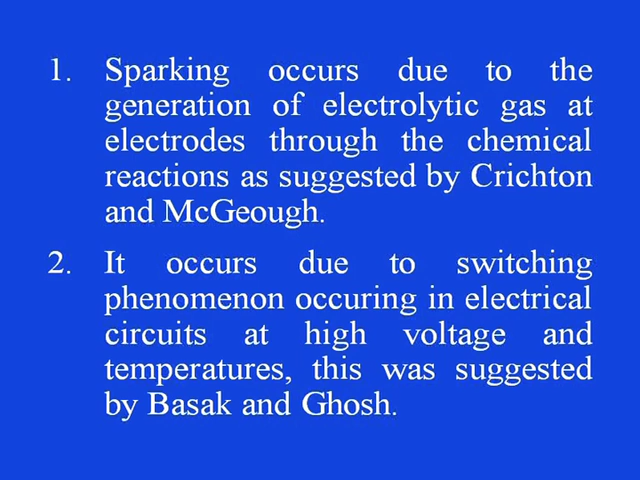 1. Sparking occurs due to the
generation of electrolytic gas at
electrodes through the chemical
reactions as suggested by Crichton
and McGeough.
2. It occurs due to switching
phenomenon occuring in electrical
circuits at high voltage and
temperatures, this was suggested
by Basak and Ghosh.